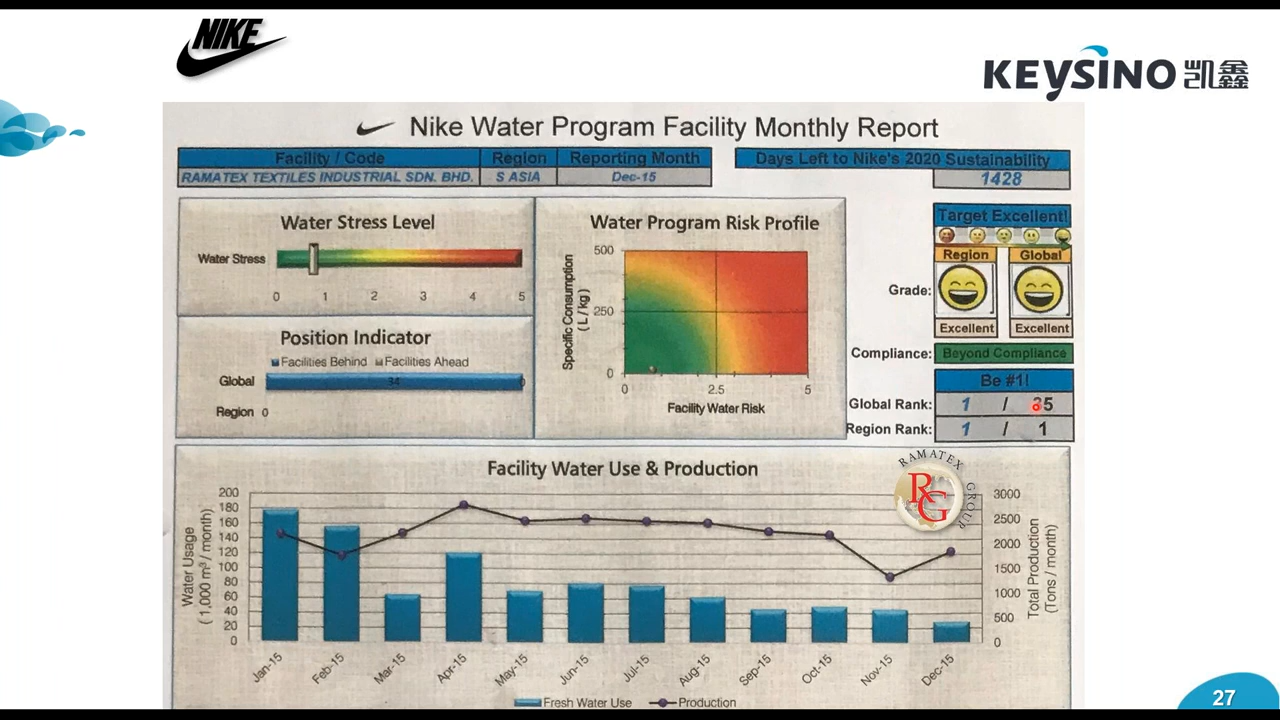 NIKE
KEYSINO 凯鑫
Nike Water Program Facility Monthly Report
Facility / Code Region Reporting Month
RAMATEX TEXTILES INDUSTRIAL SDN. BHD. S ASIA Dec-15
Days Left to Nike's 2020 Sustainability
1428
Water Stress Level
Water Stress
0 1 2 3 4 5
Position Indicator
Facilities Behind Facilities Ahead
Global 34 0
Region 0
Water Program Risk Profile
Specific Consumption
( L / kg )
500
250
0
0 2.5 5
Facility Water Risk
Target Excellent!
Region Global
Grade:
Excellent Excellent
Compliance: Beyond Compliance
Be #1!
Global Rank: 1 / 35
Region Rank: 1 / 1
RAMATEX GROUP
RG
Facility Water Use & Production
Water Usage
( 1,000 m³ / month)
200
180
160
140
120
100
80
60
40
20
0
3000
2500
2000
1500
1000
500
0
Total Production
(Tons / month)
Jan-15 Feb-15 Mar-15 Apr-15 May-15 Jun-15 Jul-15 Aug-15 Sep-15 Oct-15 Nov-15 Dec-15
Fresh Water Use Production
27